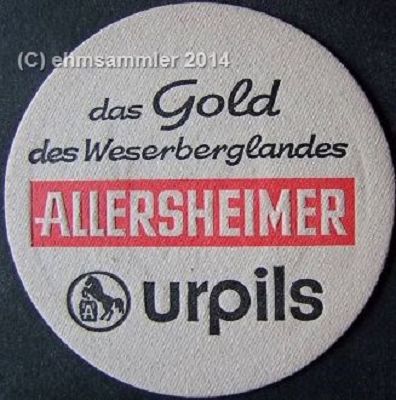 (C) ehmsammler 2014
das Gold
des Weserberglandes
ALLERSHEIMER
A urpils